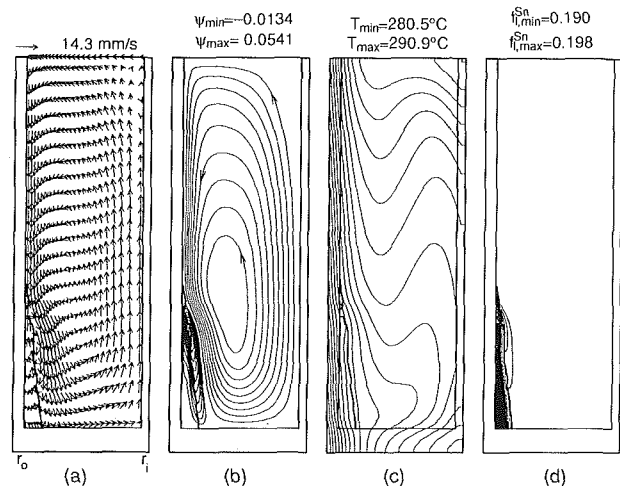 14.3 mm/s
ψmin=−0.0134
ψmax= 0.0541
Tmin=280.5°C
Tmax=290.9°C
fl,minSn=0.190
fl,maxSn=0.198
ro
ri
(a)
(b)
(c)
(d)